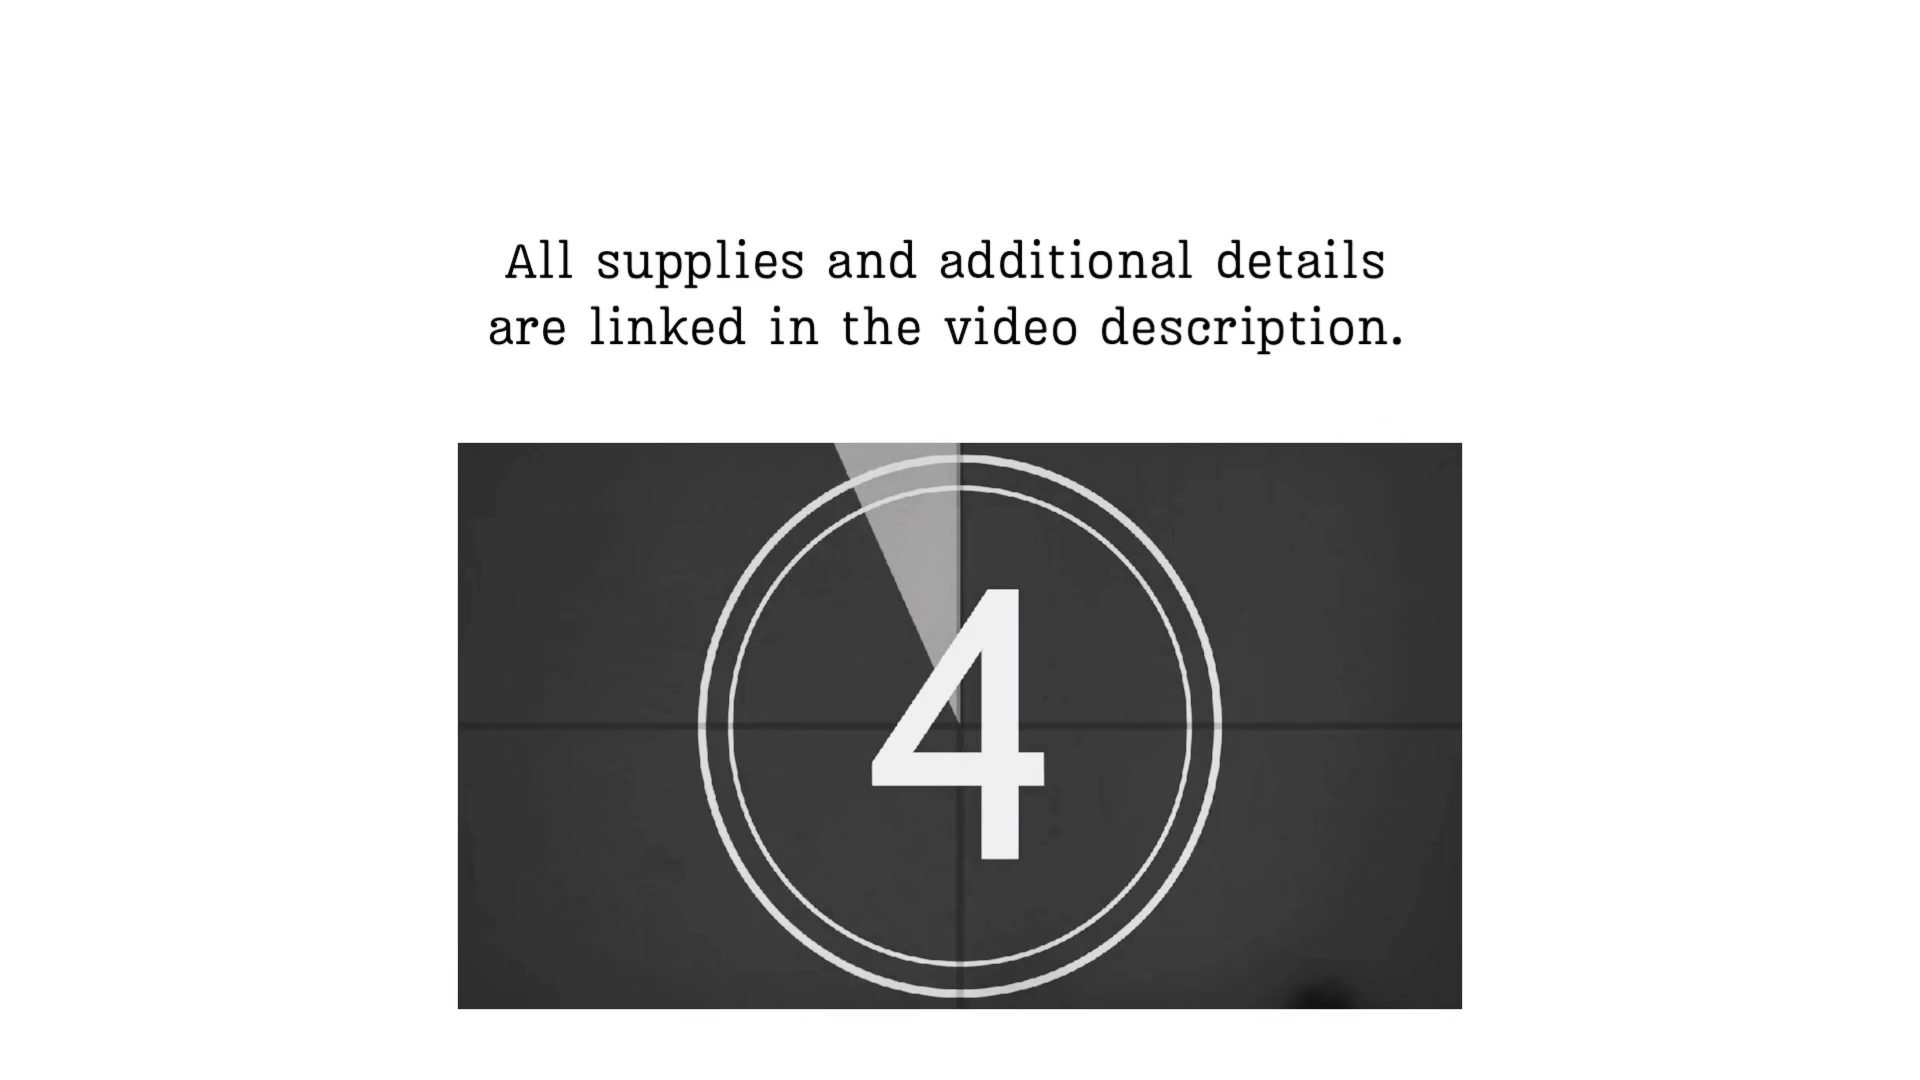 All supplies and additional details
are linked in the video description.
4